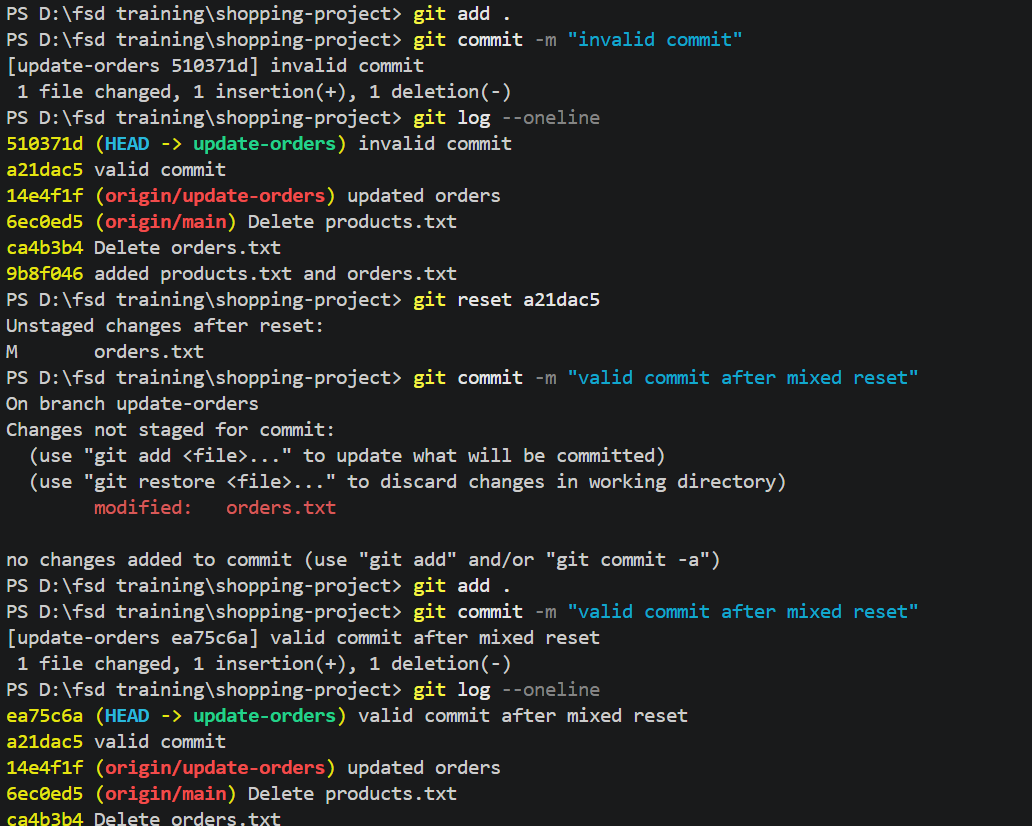 PS D:\fsd training\shopping-project> git add .
PS D:\fsd training\shopping-project> git commit -m "invalid commit"
[update-orders 510371d] invalid commit
 1 file changed, 1 insertion(+), 1 deletion(-)
PS D:\fsd training\shopping-project> git log --oneline
510371d (HEAD -> update-orders) invalid commit
a21dac5 valid commit
14e4f1f (origin/update-orders) updated orders
6ec0ed5 (origin/main) Delete products.txt
ca4b3b4 Delete orders.txt
9b8f046 added products.txt and orders.txt
PS D:\fsd training\shopping-project> git reset a21dac5
Unstaged changes after reset:
M       orders.txt
PS D:\fsd training\shopping-project> git commit -m "valid commit after mixed reset"
On branch update-orders
Changes not staged for commit:
  (use "git add <file>..." to update what will be committed)
  (use "git restore <file>..." to discard changes in working directory)
        modified:   orders.txt

no changes added to commit (use "git add" and/or "git commit -a")
PS D:\fsd training\shopping-project> git add .
PS D:\fsd training\shopping-project> git commit -m "valid commit after mixed reset"
[update-orders ea75c6a] valid commit after mixed reset
 1 file changed, 1 insertion(+), 1 deletion(-)
PS D:\fsd training\shopping-project> git log --oneline
ea75c6a (HEAD -> update-orders) valid commit after mixed reset
a21dac5 valid commit
14e4f1f (origin/update-orders) updated orders
6ec0ed5 (origin/main) Delete products.txt
ca4b3b4 Delete orders.txt